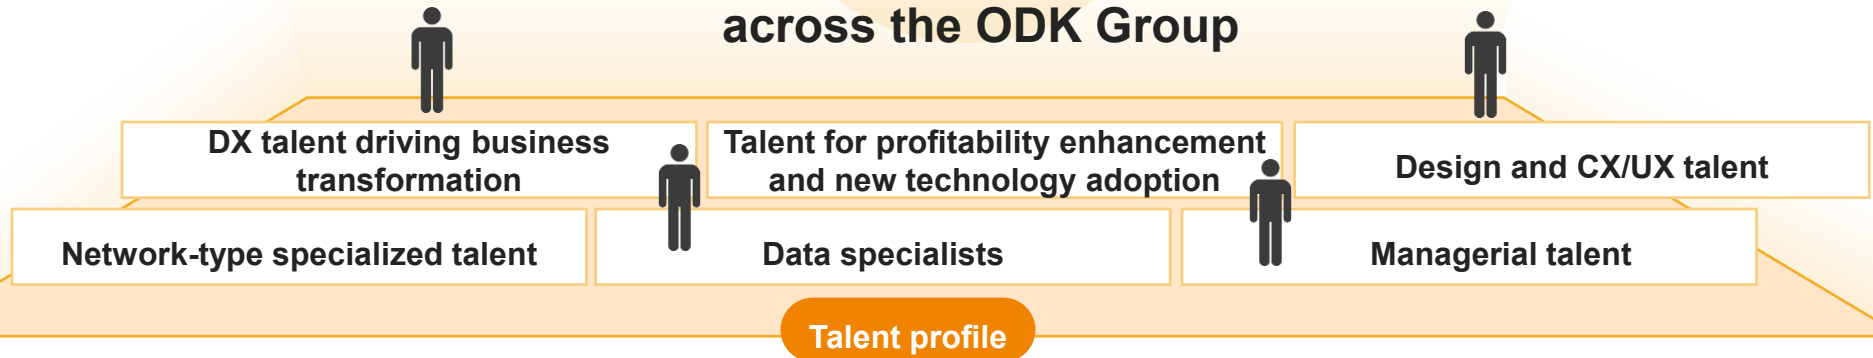 across the ODK Group
DX talent driving business
transformation
Talent for profitability enhancement
and new technology adoption
Design and CX/UX talent
Network-type specialized talent
Data specialists
Managerial talent
Talent profile